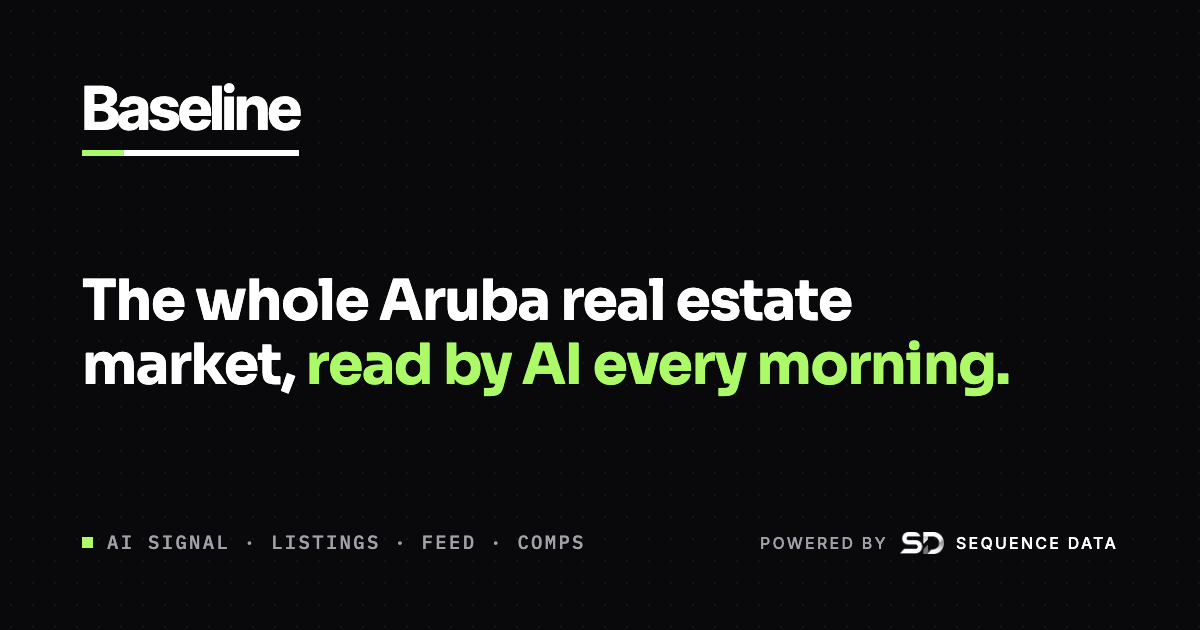 Baseline
The whole Aruba real estate
market, read by AI every morning.
AI SIGNAL · LISTINGS · FEED · COMPS
POWERED BY SD SEQUENCE DATA